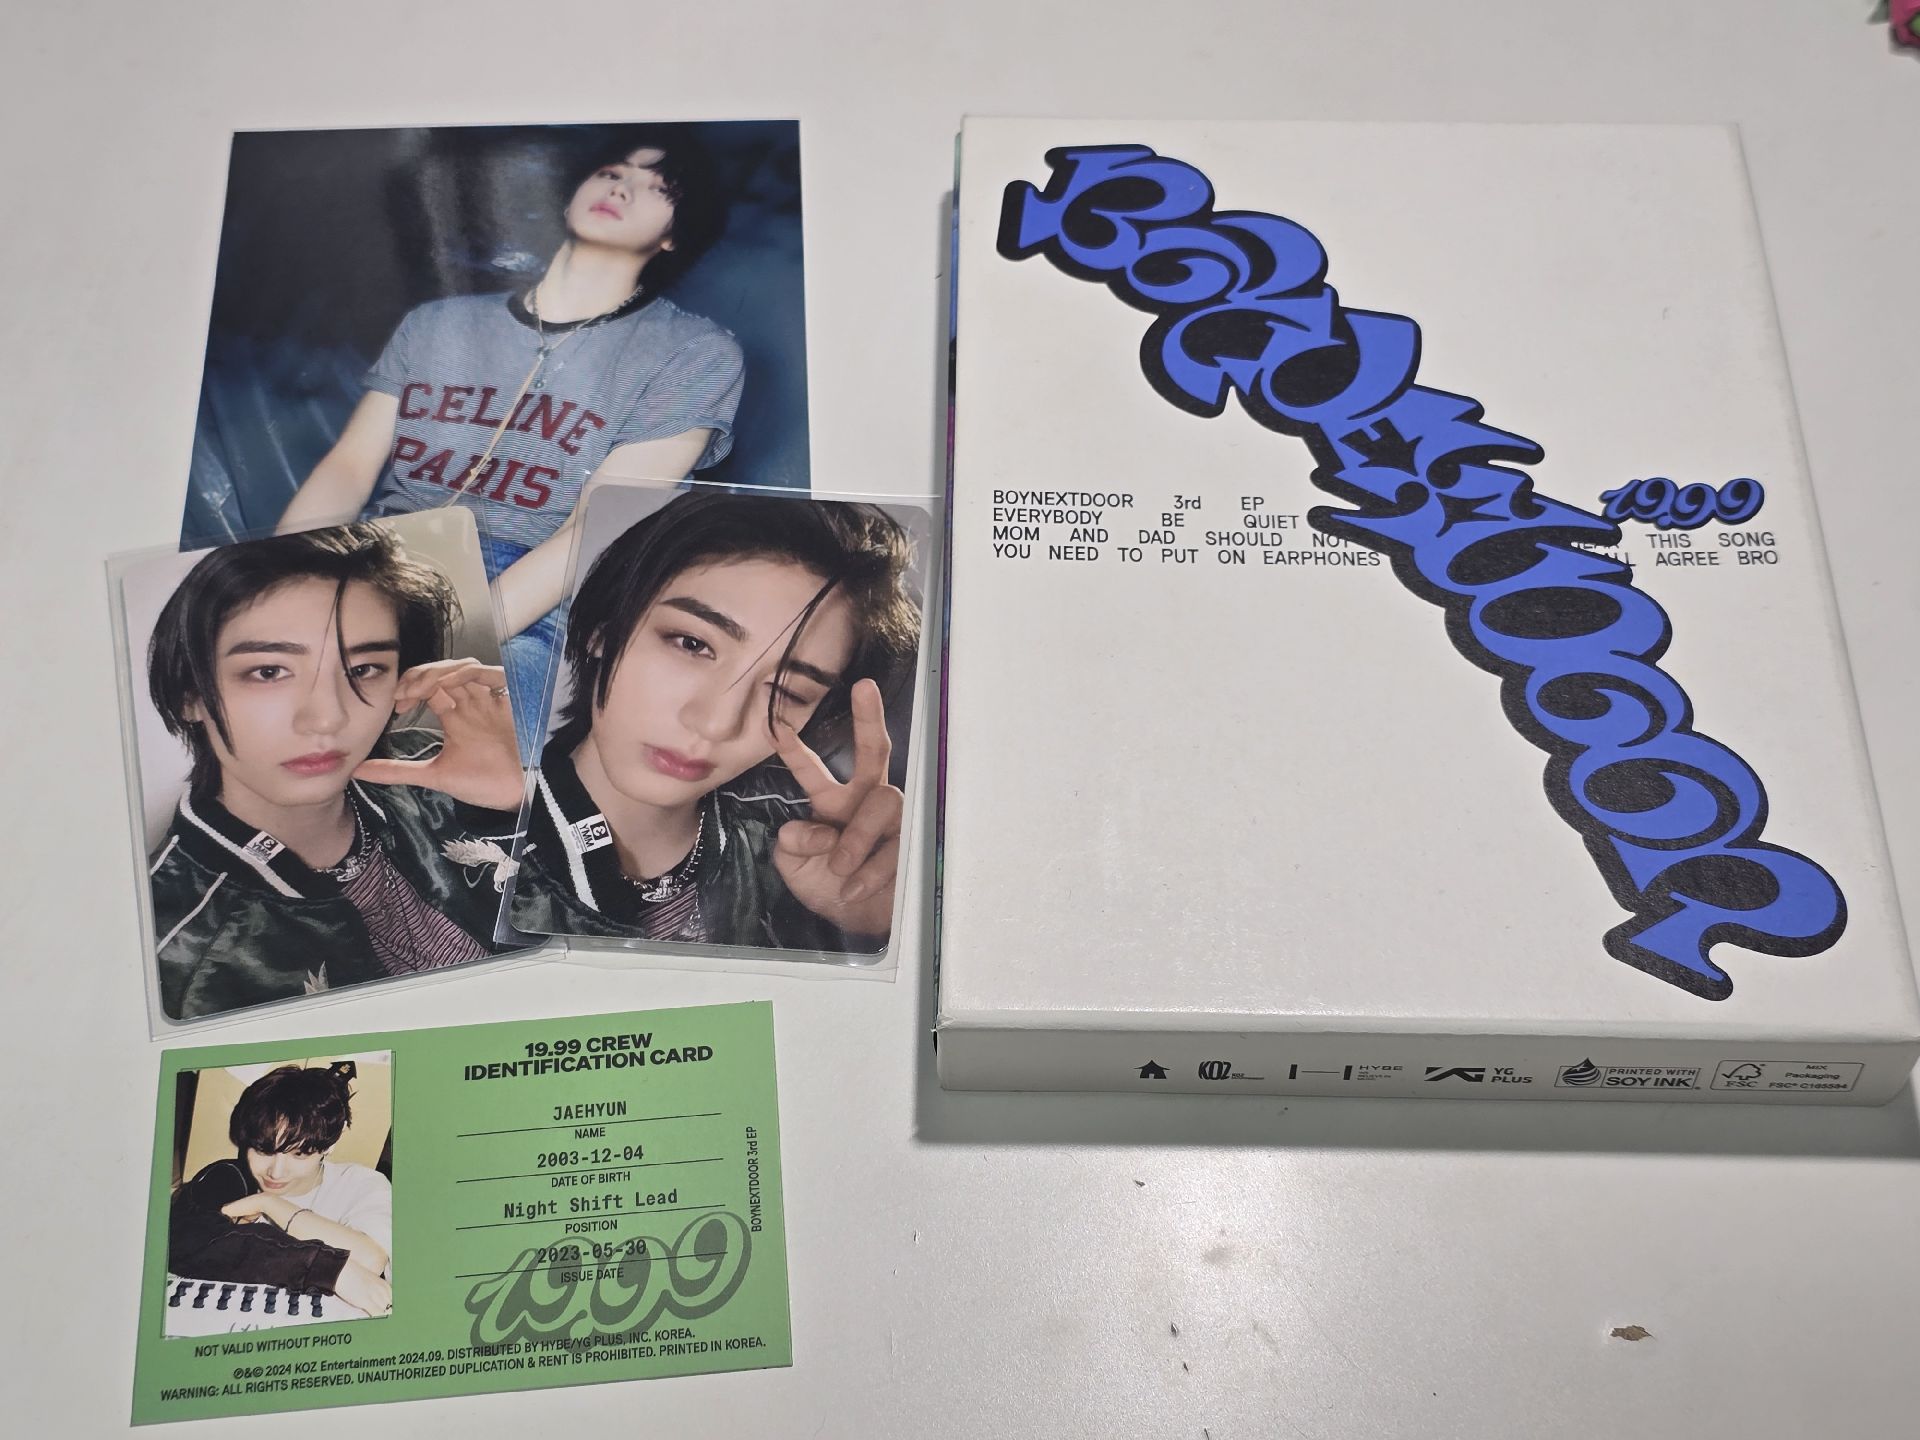 CELINE
PARIS
YMM
YMM
BOYNEXTDOOR
19.99
BOYNEXTDOOR 3rd EP
EVERYBODY BE QUIET
MOM AND DAD SHOULD NOT THIS SONG
YOU NEED TO PUT ON EARPHONES AGREE BRO
KOZ
HYBE
YG PLUS
PRINTED WITH SOY INK
FSC
MIX
Packaging
19.99 CREW
IDENTIFICATION CARD
JAEHYUN
NAME
2003-12-04
DATE OF BIRTH
Night Shift Lead
POSITION
2023-05-30
ISSUE DATE
19.99
BOYNEXTDOOR 3rd EP
NOT VALID WITHOUT PHOTO
℗&© 2024 KOZ Entertainment 2024.09. DISTRIBUTED BY HYBE/YG PLUS, INC. KOREA.
WARNING: ALL RIGHTS RESERVED. UNAUTHORIZED DUPLICATION & RENT IS PROHIBITED. PRINTED IN KOREA.